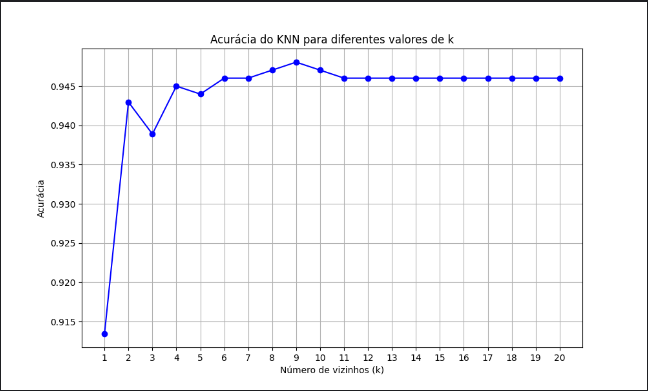 Acurácia do KNN para diferentes valores de k
Acurácia
0.945
0.940
0.935
0.930
0.925
0.920
0.915
1 2 3 4 5 6 7 8 9 10 11 12 13 14 15 16 17 18 19 20
Número de vizinhos (k)